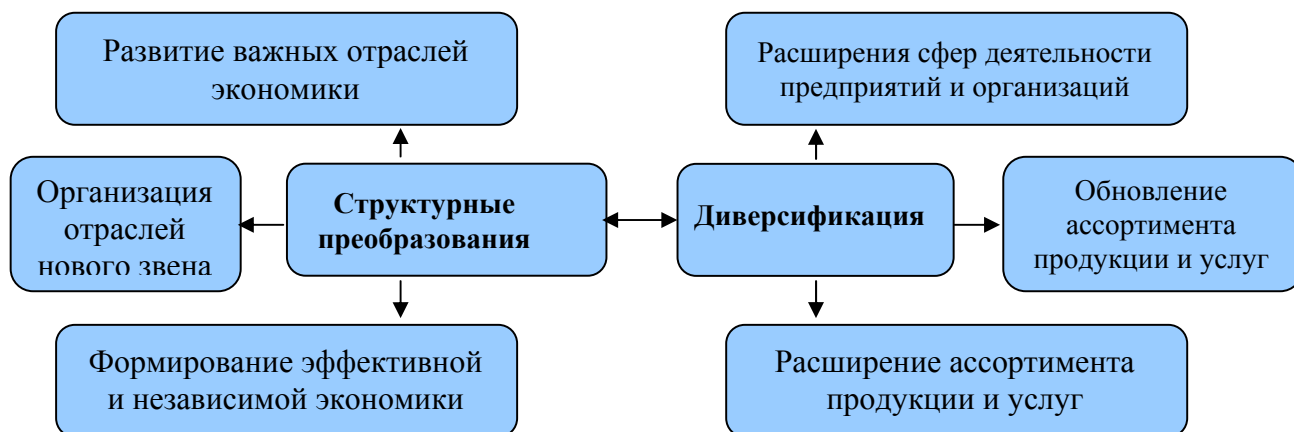 Развитие важных отраслей
экономики
Расширения сфер деятельности
предприятий и организаций
Организация
отраслей
нового звена
Структурные
преобразования
Диверсификация
Обновление
ассортимента
продукции и услуг
Формирование эффективной
и независимой экономики
Расширение ассортимента
продукции и услуг